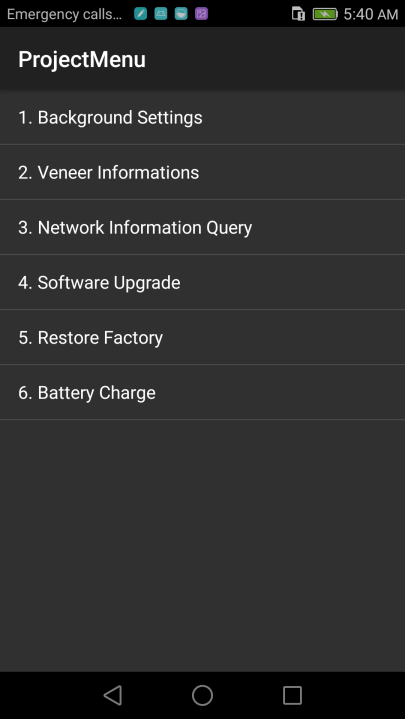 Emergency calls… 5:40 AM
ProjectMenu
1. Background Settings
2. Veneer Informations
3. Network Information Query
4. Software Upgrade
5. Restore Factory
6. Battery Charge